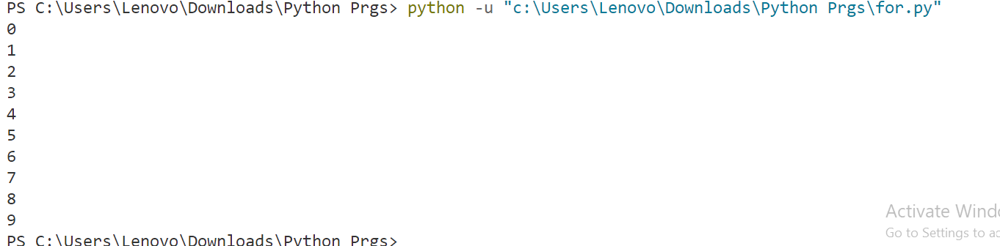 PS C:\Users\Lenovo\Downloads\Python Prgs> python -u "c:\Users\Lenovo\Downloads\Python Prgs\for.py"
0
1
2
3
4
5
6
7
8
9
PS C:\Users\Lenovo\Downloads\Python Prgs>
Activate Wind
Go to Settings to ac